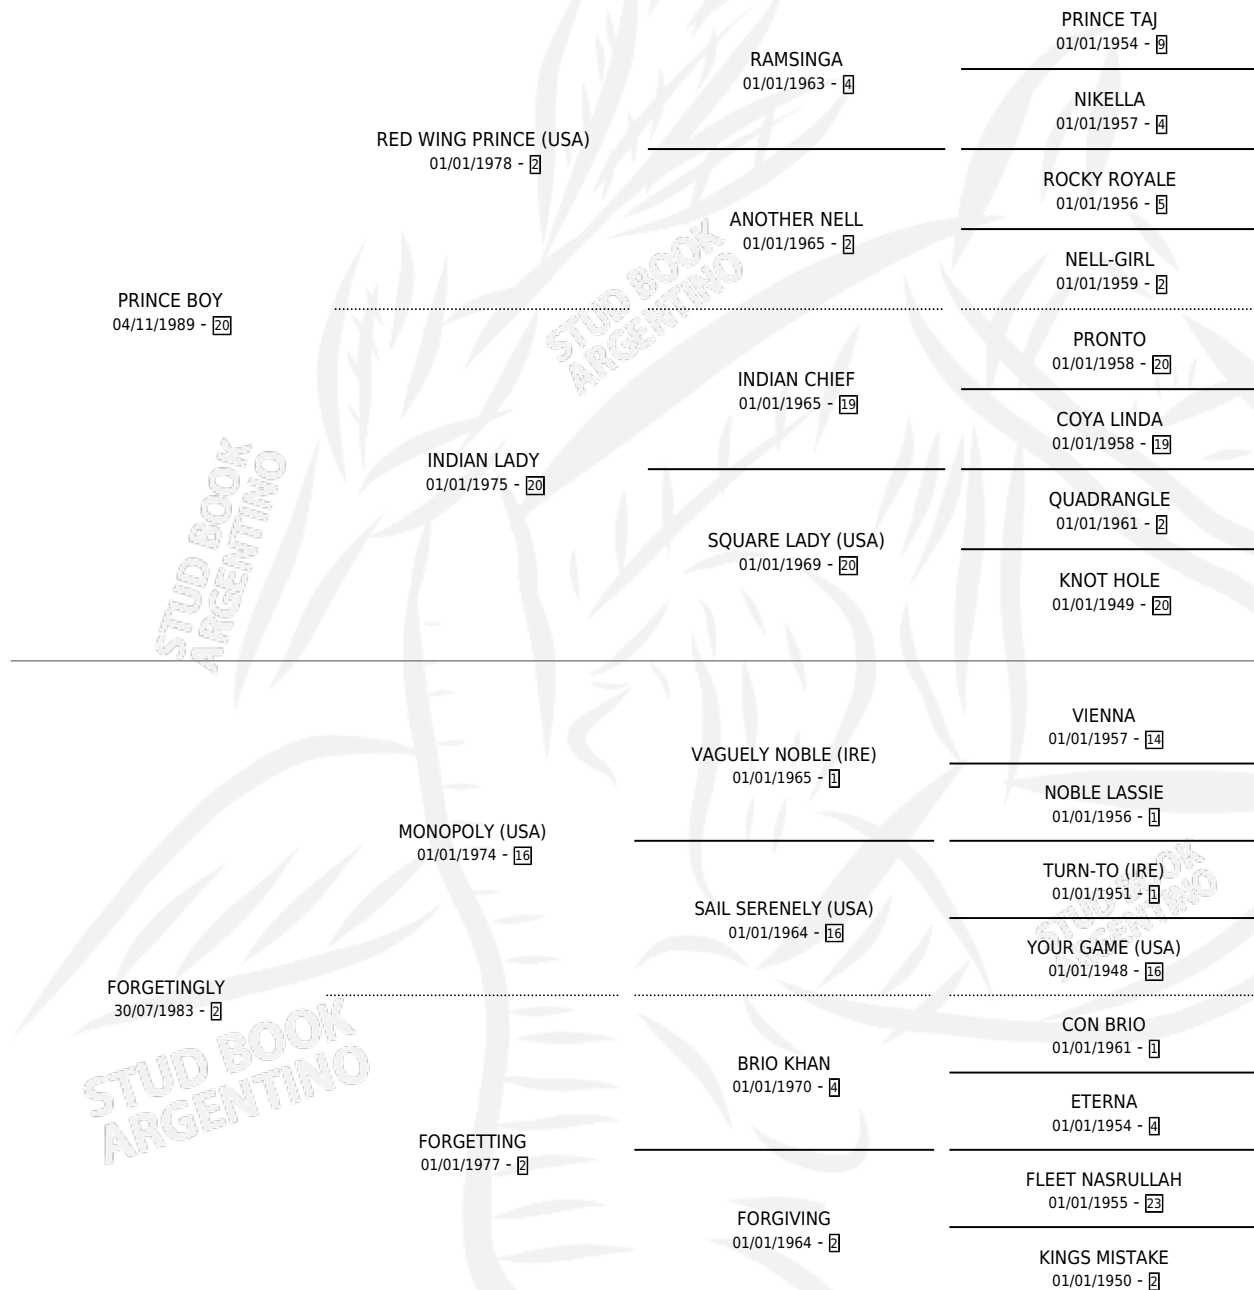 PRINCE TAJ
01/01/1954 - 9
RAMSINGA
01/01/1963 - 4
NIKELLA
01/01/1957 - 4
RED WING PRINCE (USA)
01/01/1978 - 2
ROCKY ROYALE
01/01/1956 - 5
ANOTHER NELL
01/01/1965 - 2
NELL-GIRL
01/01/1959 - 2
PRINCE BOY
04/11/1989 - 20
PRONTO
01/01/1958 - 20
INDIAN CHIEF
01/01/1965 - 19
COYA LINDA
01/01/1958 - 19
INDIAN LADY
01/01/1975 - 20
QUADRANGLE
01/01/1961 - 2
SQUARE LADY (USA)
01/01/1969 - 20
KNOT HOLE
01/01/1949 - 20
VIENNA
01/01/1957 - 14
VAGUELY NOBLE (IRE)
01/01/1965 - 1
NOBLE LASSIE
01/01/1956 - 1
MONOPOLY (USA)
01/01/1974 - 16
TURN-TO (IRE)
01/01/1951 - 1
SAIL SERENELY (USA)
01/01/1964 - 16
YOUR GAME (USA)
01/01/1948 - 16
FORGETINGLY
30/07/1983 - 2
CON BRIO
01/01/1961 - 1
BRIO KHAN
01/01/1970 - 4
ETERNA
01/01/1954 - 4
FORGETTING
01/01/1977 - 2
FLEET NASRULLAH
01/01/1955 - 23
FORGIVING
01/01/1964 - 2
KINGS MISTAKE
01/01/1950 - 2
STUD BOOK
ARGENTINO
STUD BOOK
ARGENTINO
STUD BOOK
ARGENTINO
STUD BOOK
ARGENTINO